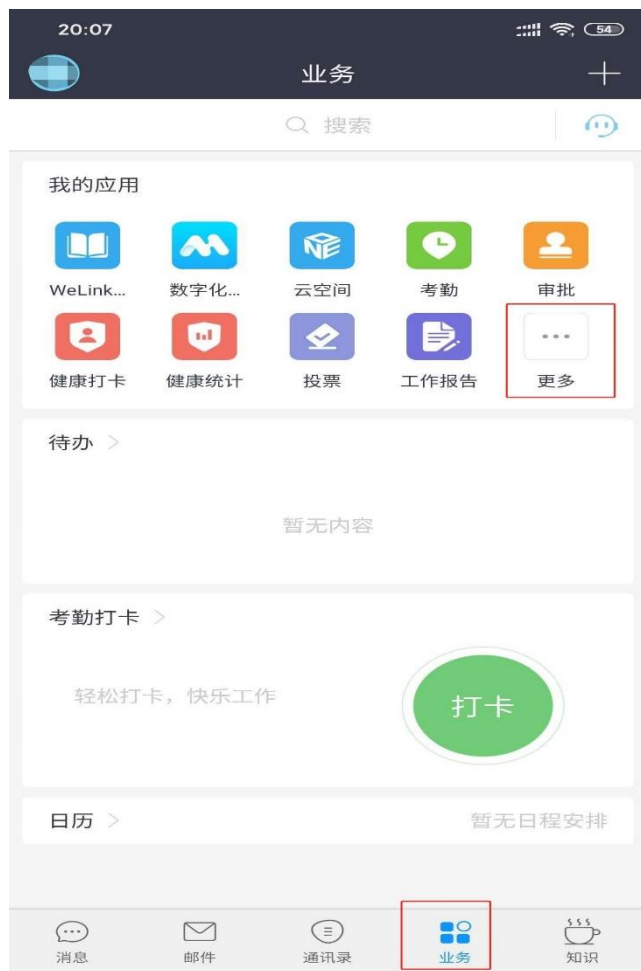 20:07
54
业务
搜索
我的应用
WeLink... 数字化... 云空间 考勤 审批
健康打卡 健康统计 投票 工作报告 更多
待办 >
暂无内容
考勤打卡 >
轻松打卡，快乐工作
打卡
日历 >
暂无日程安排
消息 邮件 通讯录 业务 知识